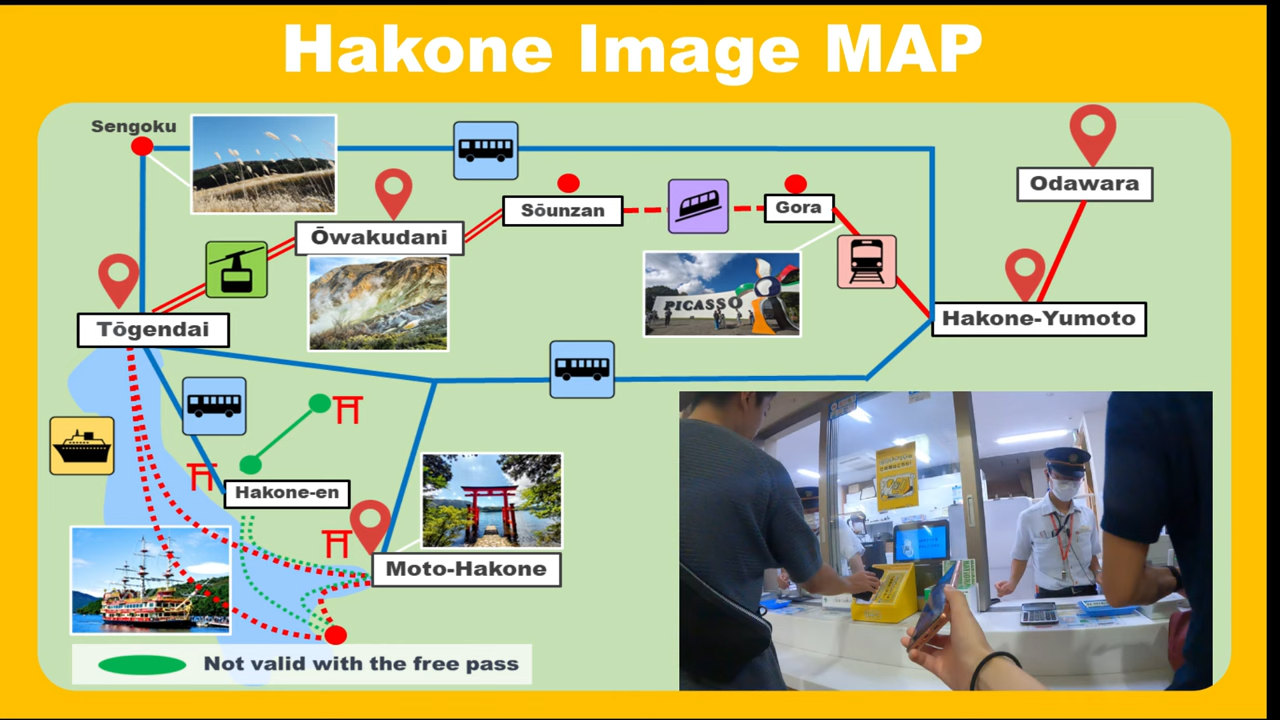 Hakone Image MAP
Sengoku
Odawara
Sōunzan
Gora
Ōwakudani
PICASSO
Tōgendai
Hakone-Yumoto
Hakone-en
Moto-Hakone
Not valid with the free pass